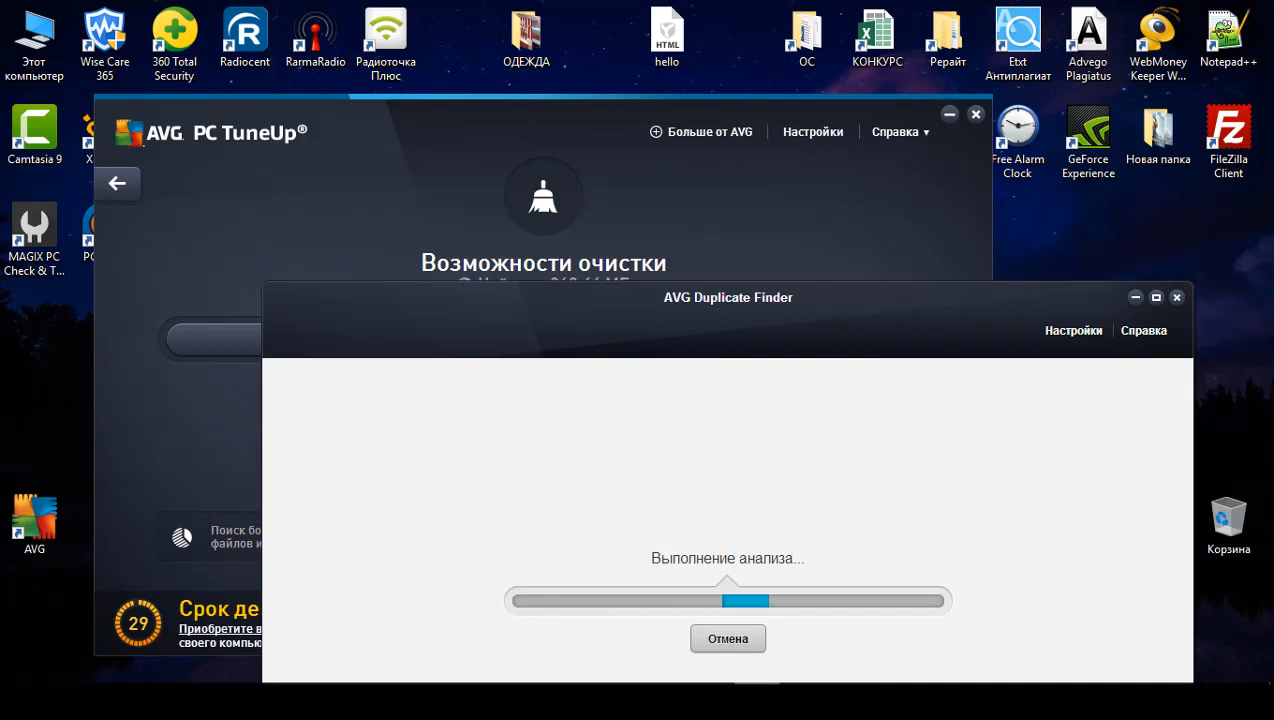 Этот
компьютер
Wise Care
365
360 Total
Security
Radiocent
RarmaRadio
Радиоточка
Плюс
ОДЕЖДА
HTML
hello
ОС
КОНКУРС
Рерайт
Etxt
Антиплагиат
Advego
Plagiatus
WebMoney
Keeper W...
Notepad++
Camtasia 9
Free Alarm
Clock
GeForce
Experience
Новая папка
FileZilla
Client
MAGIX PC
Check & T...
AVG
Корзина
AVG. PC TuneUp®
Больше от AVG
Настройки
Справка
Возможности очистки
AVG Duplicate Finder
Настройки
Справка
Выполнение анализа...
Отмена
Поиск бо
файлов и
29
Срок де
Приобретите в
своего компью